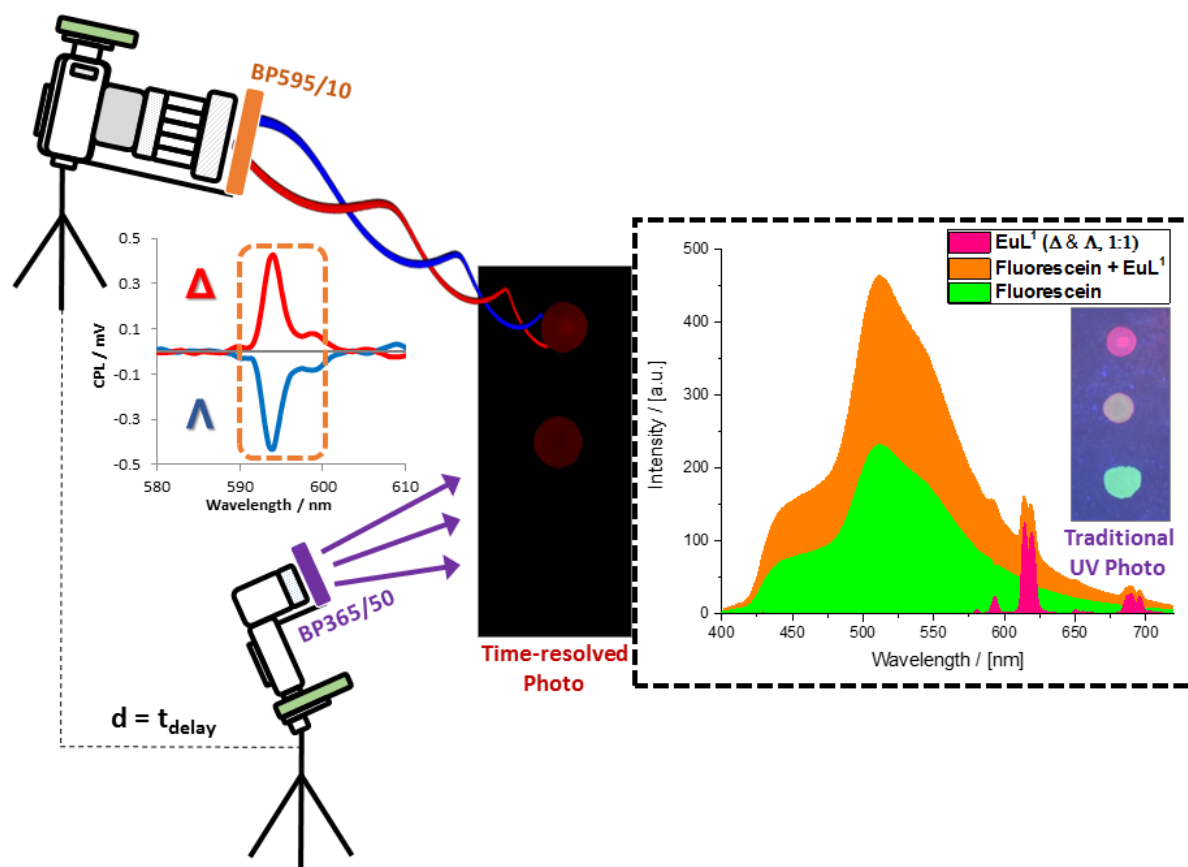 BP595/10
0.5
0.3
0.1
-0.1
-0.3
-0.5
CPL / mV
Δ
Λ
580
590
600
610
Wavelength / nm
BP365/50
d = t_delay
Time-resolved
Photo
EuL¹ (Δ & Λ, 1:1)
Fluorescein + EuL¹
Fluorescein
500
400
300
200
100
0
Intensity / [a.u.]
400
450
500
550
600
650
700
Wavelength / [nm]
Traditional
UV Photo